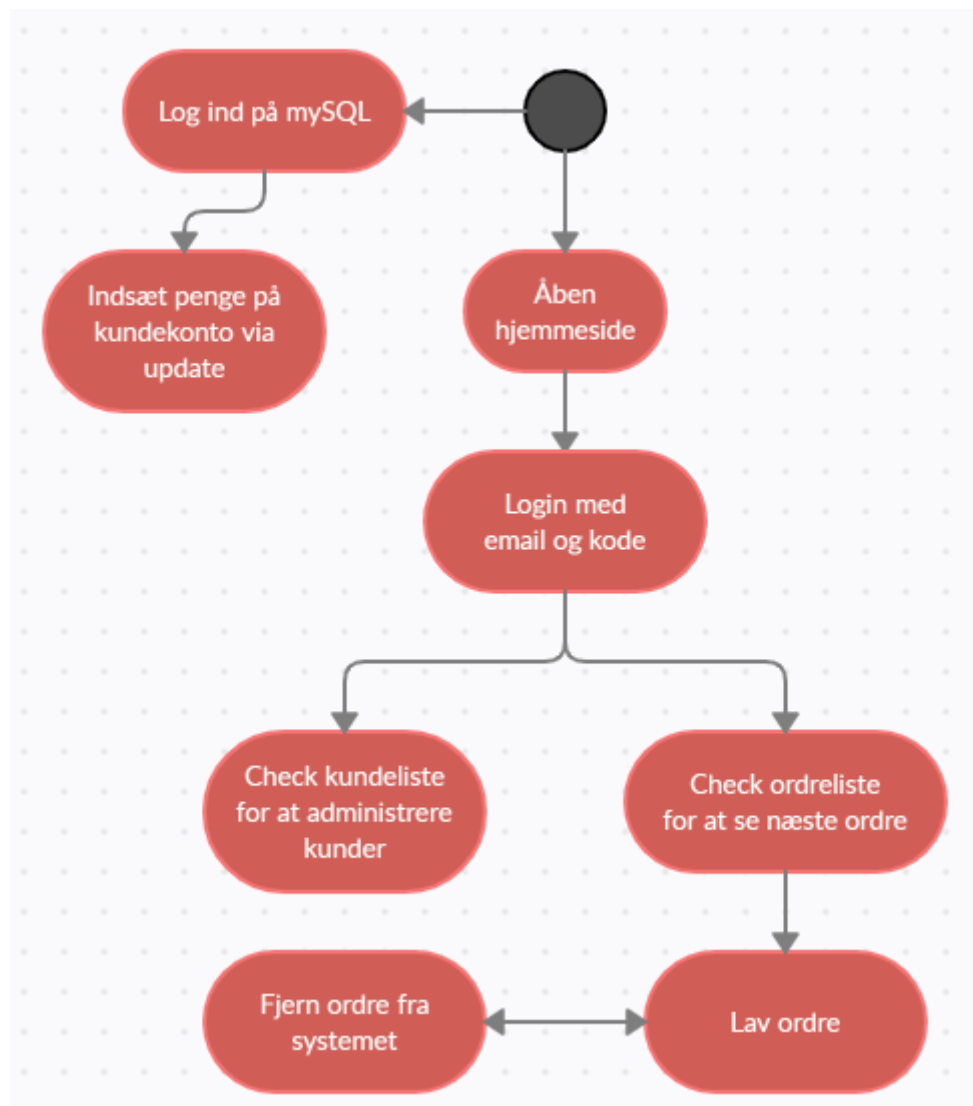 Log ind på mySQL
Indsæt penge på
kundekonto via
update
Åben
hjemmeside
Login med
email og kode
Check kundeliste
for at administrere
kunder
Check ordreliste
for at se næste ordre
Fjern ordre fra
systemet
Lav ordre